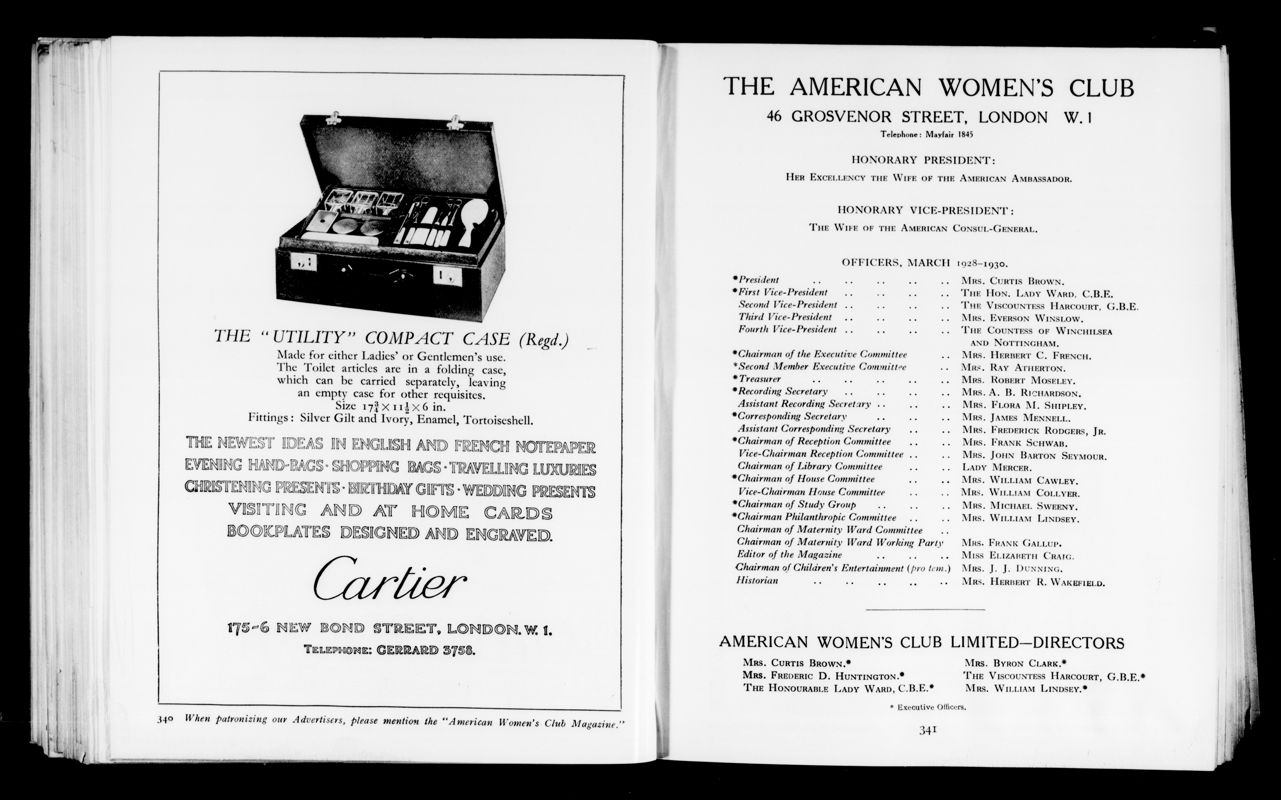 THE "UTILITY" COMPACT CASE (Regd.)
Made for either Ladies' or Gentlemen's use.
The Toilet articles are in a folding case,
which can be carried separately, leaving
an empty case for other requisites.
Size 17¾ × 11½ × 6 in.
Fittings: Silver Gilt and Ivory, Enamel, Tortoiseshell.
THE NEWEST IDEAS IN ENGLISH AND FRENCH NOTEPAPER
EVENING HAND-BAGS · SHOPPING BAGS · TRAVELLING LUXURIES
CHRISTENING PRESENTS · BIRTHDAY GIFTS · WEDDING PRESENTS
VISITING AND AT HOME CARDS
BOOKPLATES DESIGNED AND ENGRAVED.
Cartier
175-6 NEW BOND STREET, LONDON. W. 1.
TELEPHONE: GERRARD 3758.
340 When patronizing our Advertisers, please mention the "American Women's Club Magazine."
THE AMERICAN WOMEN'S CLUB
46 GROSVENOR STREET, LONDON W. 1
Telephone: Mayfair 1845
HONORARY PRESIDENT:
HER EXCELLENCY THE WIFE OF THE AMERICAN AMBASSADOR.
HONORARY VICE-PRESIDENT:
THE WIFE OF THE AMERICAN CONSUL-GENERAL.
OFFICERS, MARCH 1928–1930.
*President .. .. .. .. .. MRS. CURTIS BROWN.
*First Vice-President .. .. .. .. THE HON. LADY WARD, C.B.E.
Second Vice-President .. .. .. .. THE VISCOUNTESS HARCOURT, G.B.E.
Third Vice-President .. .. .. .. MRS. EVERSON WINSLOW.
Fourth Vice-President .. .. .. .. THE COUNTESS OF WINCHILSEA
AND NOTTINGHAM.
*Chairman of the Executive Committee .. MRS. HERBERT C. FRENCH.
*Second Member Executive Committee .. MRS. RAY ATHERTON.
*Treasurer .. .. .. .. .. MRS. ROBERT MOSELEY.
*Recording Secretary .. .. .. .. MRS. A. B. RICHARDSON.
Assistant Recording Secretary .. .. .. MRS. FLORA M. SHIPLEY.
*Corresponding Secretary .. .. .. MRS. JAMES MENNELL.
Assistant Corresponding Secretary .. .. MRS. FREDERICK RODGERS, JR.
*Chairman of Reception Committee .. .. MRS. FRANK SCHWAB.
Vice-Chairman Reception Committee .. .. MRS. JOHN BARTON SEYMOUR.
Chairman of Library Committee .. .. LADY MERCER.
*Chairman of House Committee .. .. MRS. WILLIAM CAWLEY.
Vice-Chairman House Committee .. .. MRS. WILLIAM COLLYER.
*Chairman of Study Group .. .. .. MRS. MICHAEL SWEENY.
*Chairman Philanthropic Committee .. .. MRS. WILLIAM LINDSEY.
Chairman of Maternity Ward Committee ..
Chairman of Maternity Ward Working Party MRS. FRANK GALLUP.
Editor of the Magazine .. .. .. MISS ELIZABETH CRAIG.
Chairman of Children's Entertainment (pro tem.) MRS. J. J. DUNNING.
Historian .. .. .. .. .. MRS. HERBERT R. WAKEFIELD.
AMERICAN WOMEN'S CLUB LIMITED—DIRECTORS
MRS. CURTIS BROWN.* MRS. BYRON CLARK.*
MRS. FREDERIC D. HUNTINGTON.* THE VISCOUNTESS HARCOURT, G.B.E.*
THE HONOURABLE LADY WARD, C.B.E.* MRS. WILLIAM LINDSEY.*
* Executive Officers.
341